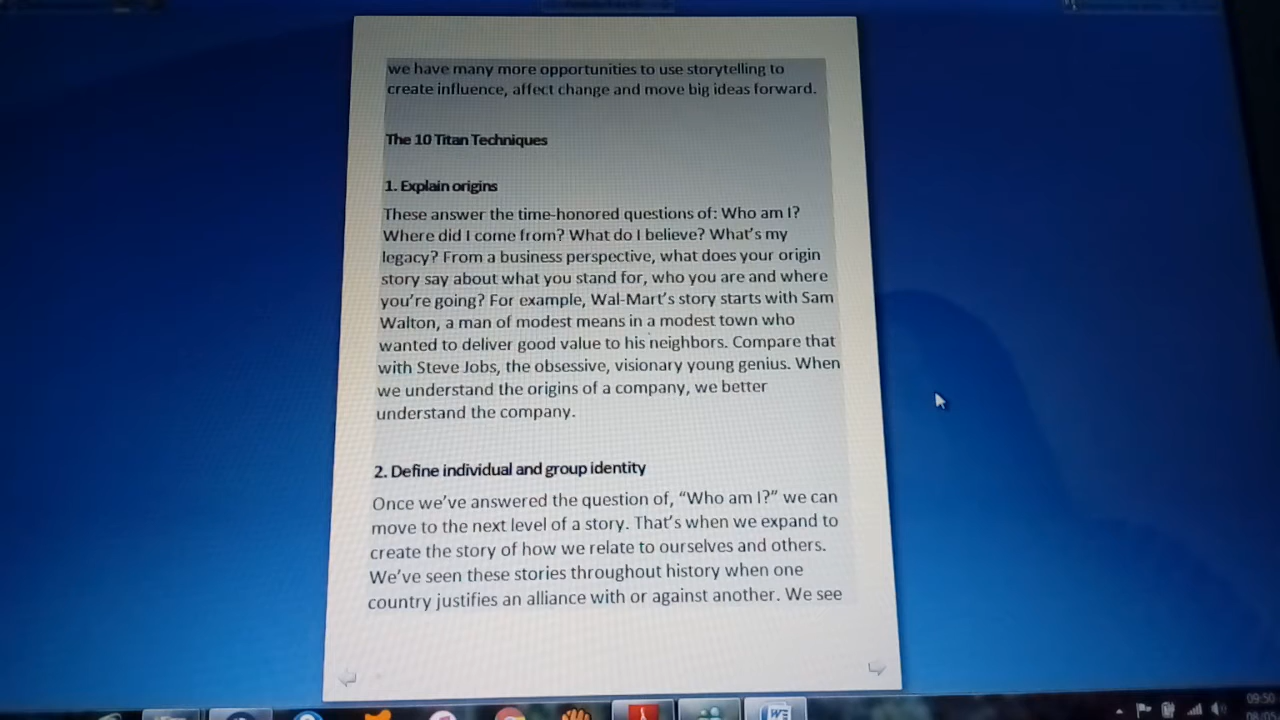 we have many more opportunities to use storytelling to
create influence, affect change and move big ideas forward.
The 10 Titan Techniques
1. Explain origins
These answer the time-honored questions of: Who am I?
Where did I come from? What do I believe? What's my
legacy? From a business perspective, what does your origin
story say about what you stand for, who you are and where
you're going? For example, Wal-Mart's story starts with Sam
Walton, a man of modest means in a modest town who
wanted to deliver good value to his neighbors. Compare that
with Steve Jobs, the obsessive, visionary young genius. When
we understand the origins of a company, we better
understand the company.
2. Define individual and group identity
Once we've answered the question of, “Who am I?” we can
move to the next level of a story. That's when we expand to
create the story of how we relate to ourselves and others.
We've seen these stories throughout history when one
country justifies an alliance with or against another. We see
09:50